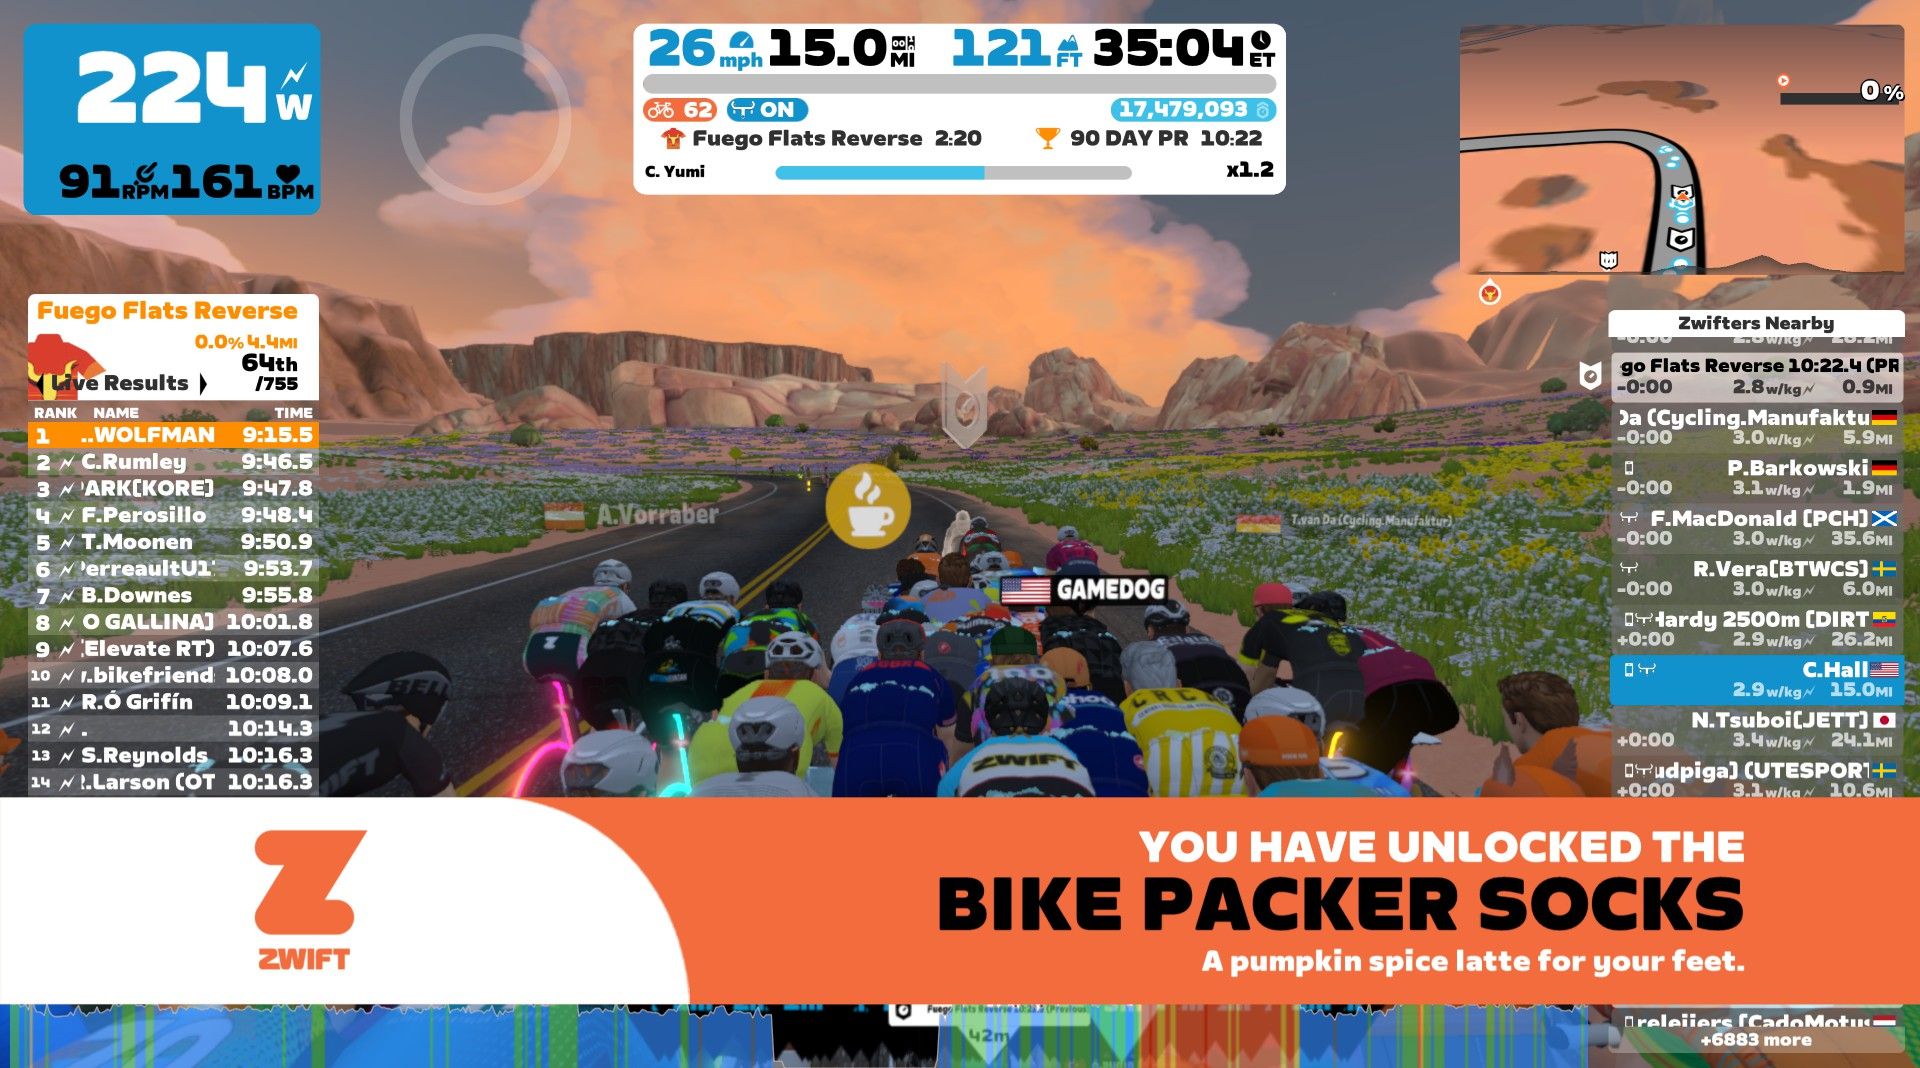 224 W
91 RPM 161 BPM
26 mph 15.0 MI 121 FT 35:04 ET
62 ON 17,479,093
Fuego Flats Reverse 2:20 90 DAY PR 10:22
C. Yumi x1.2
0 %
Fuego Flats Reverse
0.0% 4.4MI
64th
Live Results /755
RANK NAME TIME
1 ..WOLFMAN 9:15.5
2 C.Rumley 9:46.5
3 'ARK[KORE] 9:47.8
4 F.Perosillo 9:48.4
5 T.Moonen 9:50.9
6 'erreaultU1' 9:53.7
7 B.Downes 9:55.8
8 O GALLINA] 10:01.8
9 Elevate RT) 10:07.6
10 .bikefriend 10:08.0
11 R.Ó Grifín 10:09.1
12 . 10:14.3
13 S.Reynolds 10:16.3
14 .Larson (OT 10:16.3
A.Vorraber
T.van Da (Cycling.Manufaktur)
GAMEDOG
ZWIFT
Zwifters Nearby
go Flats Reverse 10:22.4 (PR
-0:00 2.8w/kg 0.9MI
Da (Cycling.Manufaktu
-0:00 3.0w/kg 5.9MI
P.Barkowski
-0:00 3.1w/kg 1.9MI
F.MacDonald [PCH]
-0:00 3.0w/kg 35.6MI
R.Vera[BTWCS]
-0:00 3.0w/kg 6.0MI
Hardy 2500m [DIRT
+0:00 2.9w/kg 26.2MI
C.Hall
2.9w/kg 15.0MI
N.Tsuboi[JETT]
+0:00 3.4w/kg 24.1MI
udpiga] (UTESPORT
+0:00 3.1w/kg 10.6MI
ZWIFT
YOU HAVE UNLOCKED THE
BIKE PACKER SOCKS
A pumpkin spice latte for your feet.
42m
releijers [CadoMotus
+6883 more